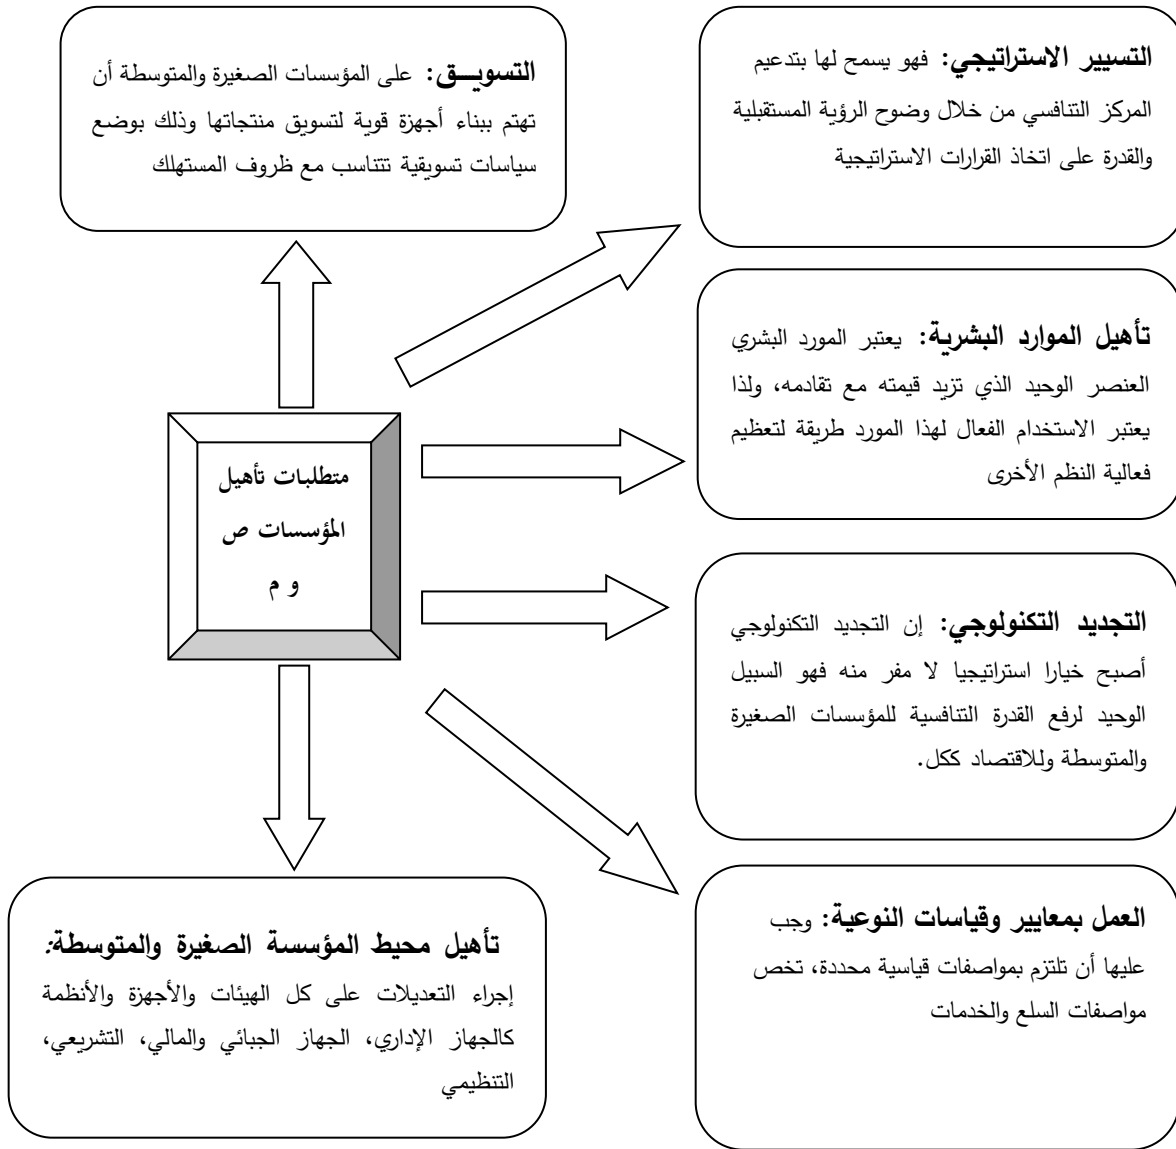 التسيير الاستراتيجي: فهو يسمح لها بتدعيم
المركز التنافسي من خلال وضوح الرؤية المستقبلية
والقدرة على اتخاذ القرارات الاستراتيجية
التسويــق: على المؤسسات الصغيرة والمتوسطة أن
تهتم ببناء أجهزة قوية لتسويق منتجاتها وذلك بوضع
سياسات تسويقية تتناسب مع ظروف المستهلك
تأهيل الموارد البشرية: يعتبر المورد البشري
العنصر الوحيد الذي تزيد قيمته مع تقادمه، ولذا
يعتبر الاستخدام الفعال لهذا المورد طريقة لتعظيم
فعالية النظم الأخرى
متطلبات تأهيل
المؤسسات ص
و م
التجديد التكنولوجي: إن التجديد التكنولوجي
أصبح خيارا استراتيجيا لا مفر منه فهو السبيل
الوحيد لرفع القدرة التنافسية للمؤسسات الصغيرة
والمتوسطة وللاقتصاد ككل.
العمل بمعايير وقياسات النوعية: وجب
عليها أن تلتزم بمواصفات قياسية محددة، تخص
مواصفات السلع والخدمات
تأهيل محيط المؤسسة الصغيرة والمتوسطة:
إجراء التعديلات على كل الهيئات والأجهزة والأنظمة
كالجهاز الإداري، الجهاز الجبائي والمالي، التشريعي،
التنظيمي